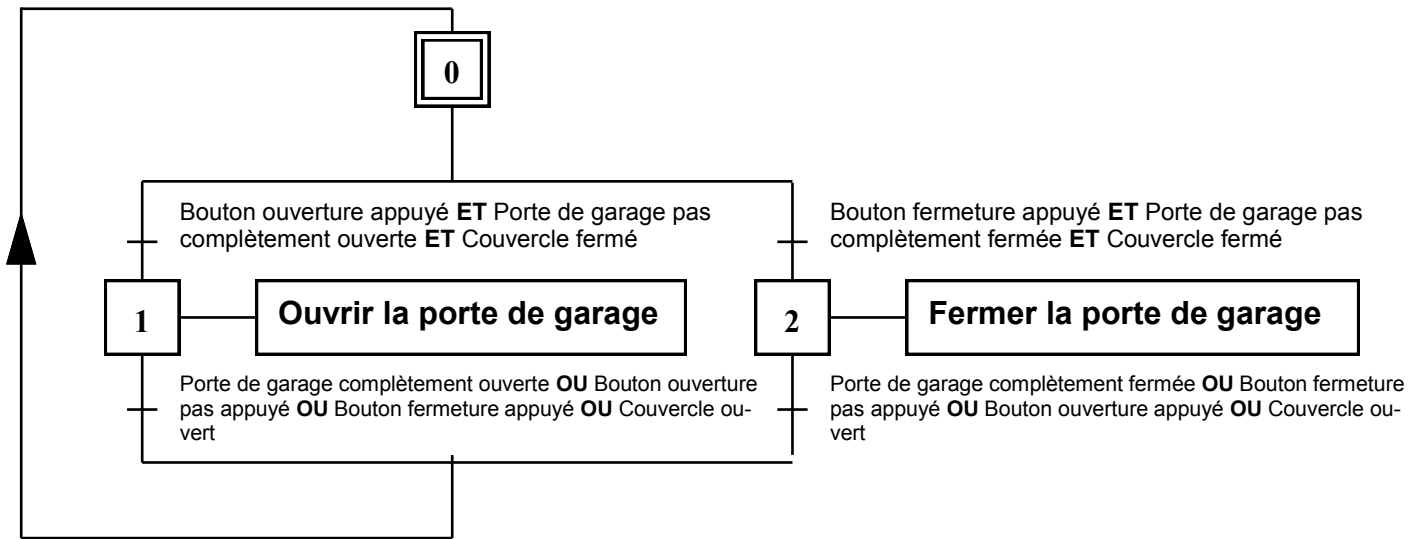 0
Bouton ouverture appuyé ET Porte de garage pas
complètement ouverte ET Couvercle fermé
Bouton fermeture appuyé ET Porte de garage pas
complètement fermée ET Couvercle fermé
1
Ouvrir la porte de garage
2
Fermer la porte de garage
Porte de garage complètement ouverte OU Bouton ouverture
pas appuyé OU Bouton fermeture appuyé OU Couvercle ou-
vert
Porte de garage complètement fermée OU Bouton fermeture
pas appuyé OU Bouton ouverture appuyé OU Couvercle ou-
vert